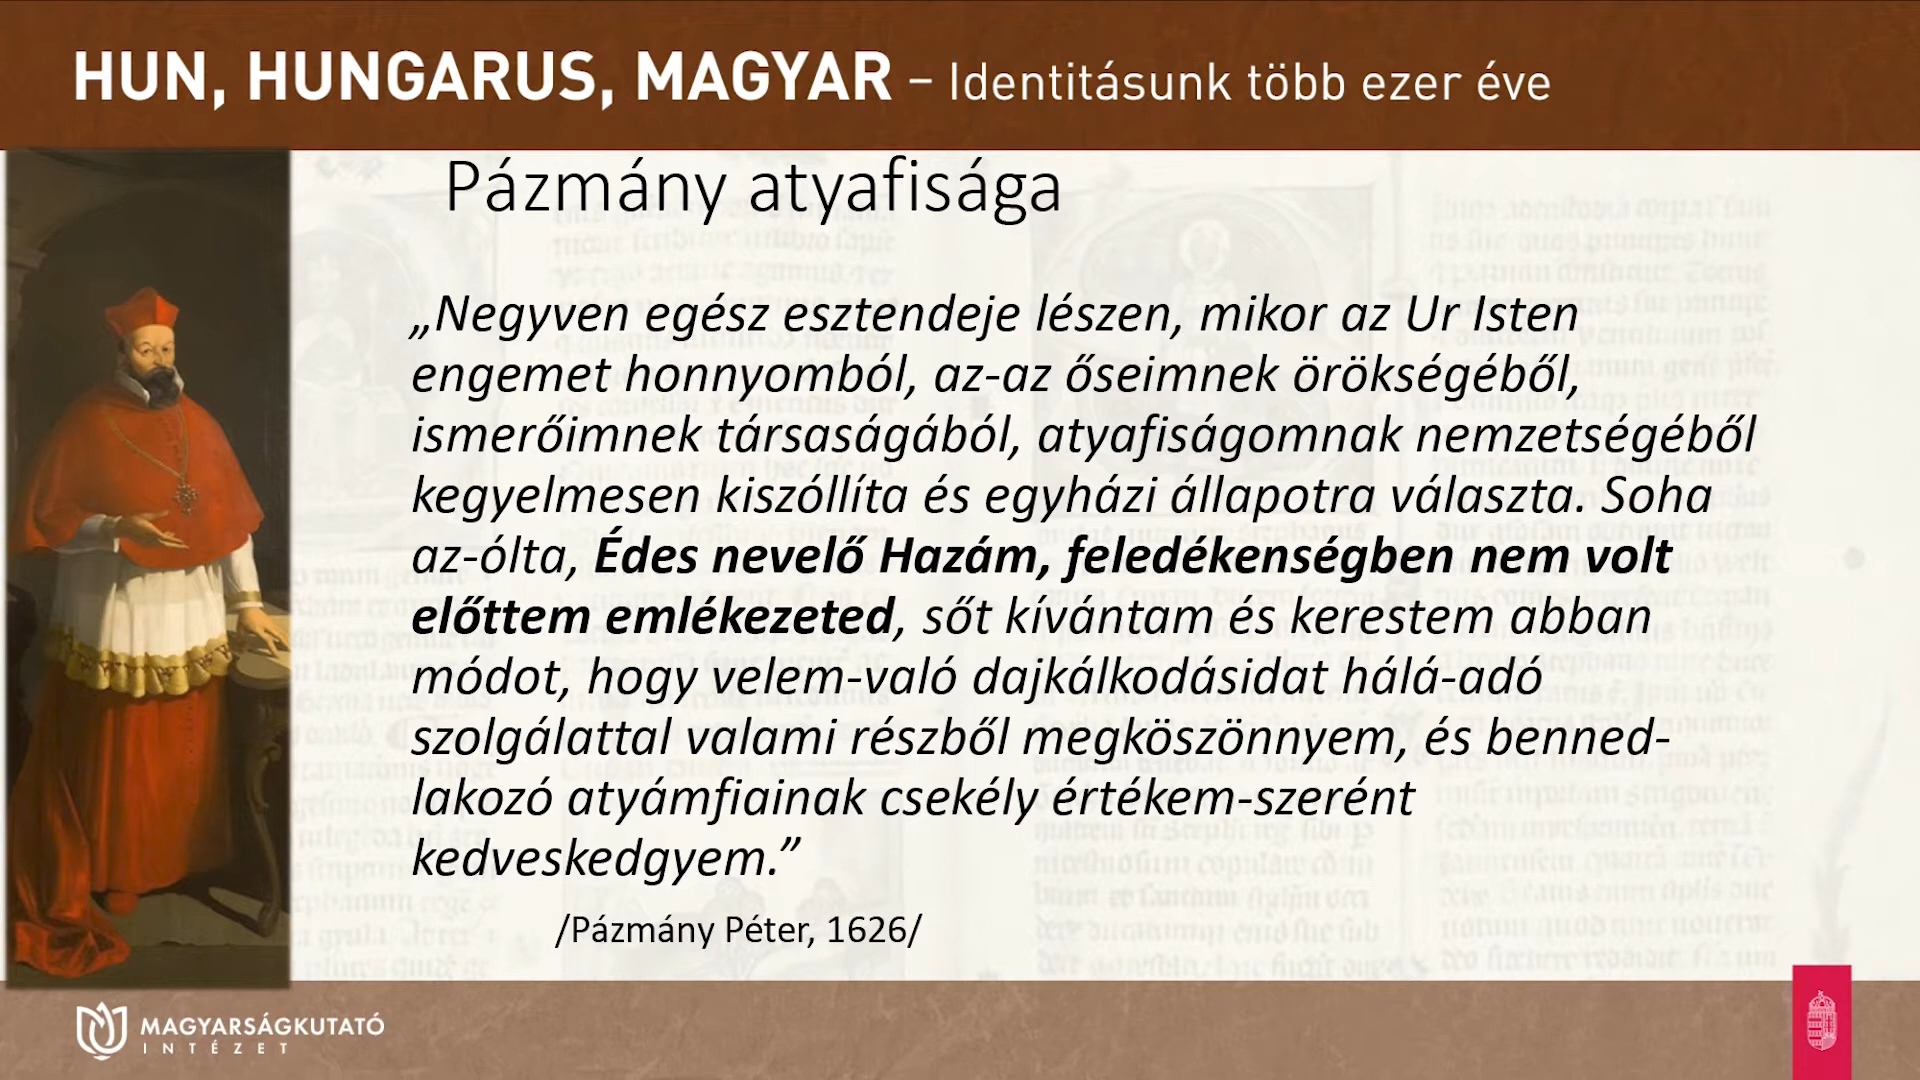 HUN, HUNGARUS, MAGYAR – Identitásunk több ezer éve
Pázmány atyafisága
„Negyven egész esztendeje lészen, mikor az Ur Isten
engemet honnyomból, az-az őseimnek örökségéből,
ismerőimnek társaságából, atyafiságomnak nemzetségéből
kegyelmesen kiszóllíta és egyházi állapotra választa. Soha
az-ólta, Édes nevelő Hazám, feledékenségben nem volt
előttem emlékezeted, sőt kívántam és kerestem abban
módot, hogy velem-való dajkálkodásidat hálá-adó
szolgálattal valami részből megköszönnyem, és benned-
lakozó atyámfiainak csekély értékem-szerént
kedveskedgyem.”
/Pázmány Péter, 1626/
MAGYARSÁGKUTATÓ
INTÉZET